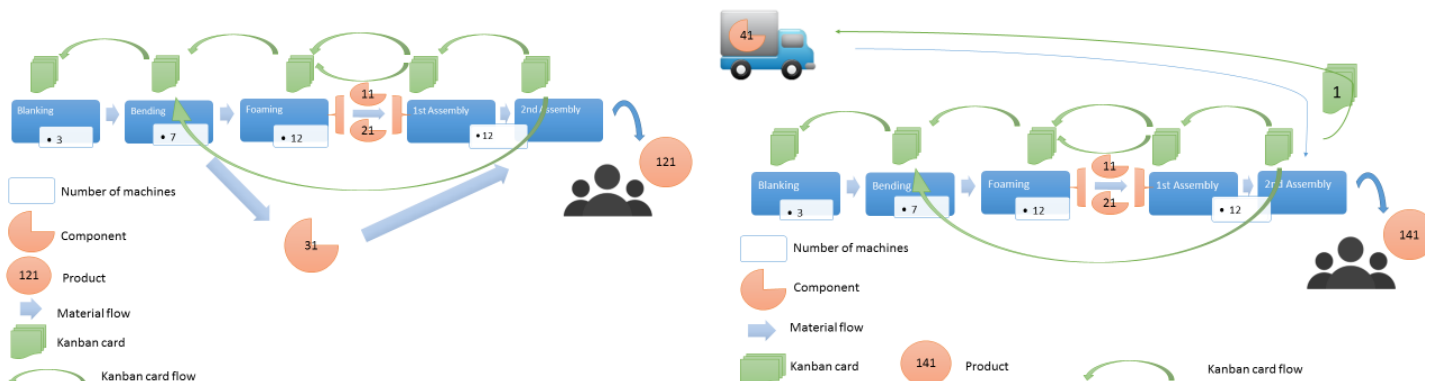 11
Blanking
Bending
Foaming
1st Assembly
2nd Assembly
• 3
• 7
• 12
21
• 12
121
Number of machines
31
Component
121
Product
Material flow
Kanban card
Kanban card flow
41
1
11
Blanking
Bending
Foaming
1st Assembly
2nd Assembly
• 3
• 7
• 12
21
• 12
141
Number of machines
Component
Material flow
Kanban card
141
Product
Kanban card flow